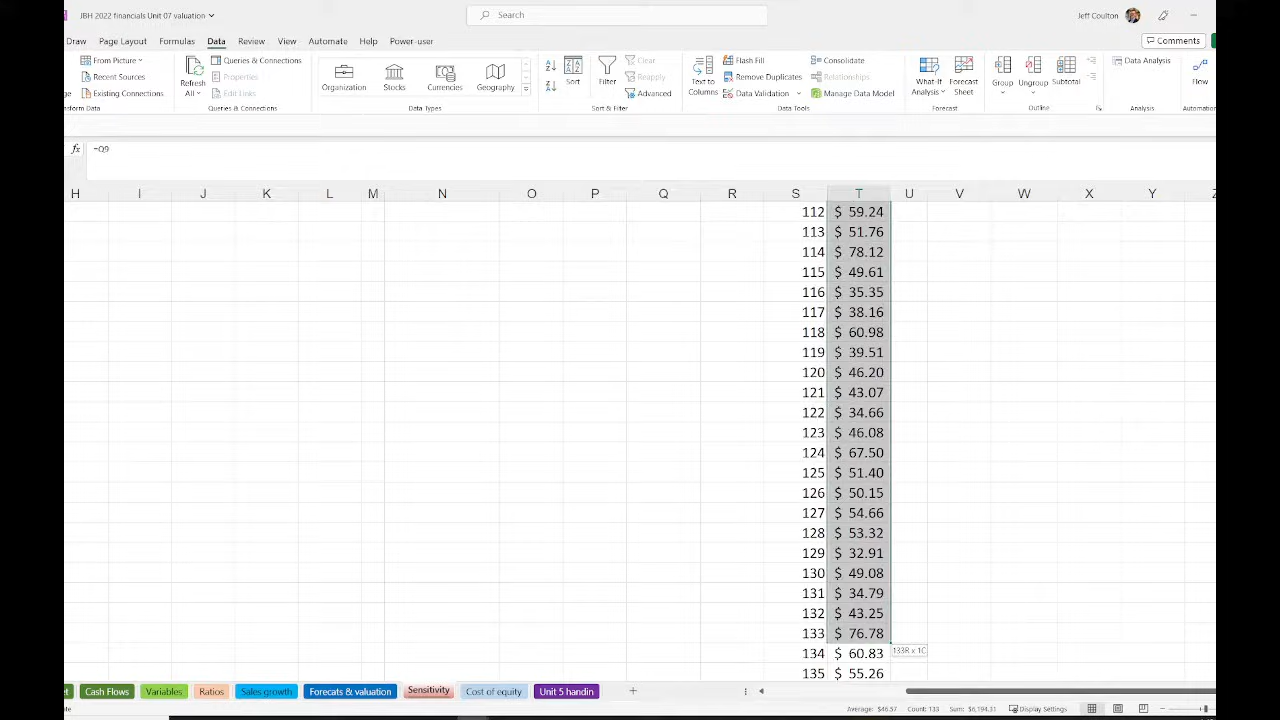 JBH 2022 financials Unit 07 valuation
Search
Jeff Coulton
Draw Page Layout Formulas Data Review View Automate Help Power-user
Comments
From Picture
Recent Sources
Existing Connections
Refresh All
Queries & Connections
Properties
Edit Links
Queries & Connections
Organization Stocks Currencies Geography
Data Types
Sort
Filter
Clear
Reapply
Advanced
Sort & Filter
Text to Columns
Flash Fill
Remove Duplicates
Data Validation
Consolidate
Relationships
Manage Data Model
Data Tools
What-If Analysis
Forecast Sheet
Forecast
Group Ungroup Subtotal
Outline
Data Analysis
Analysis
Flow
fx =Q9
H I J K L M N O P Q R S T U V W X Y
112 $ 59.24
113 $ 51.76
114 $ 78.12
115 $ 49.61
116 $ 35.35
117 $ 38.16
118 $ 60.98
119 $ 39.51
120 $ 46.20
121 $ 43.07
122 $ 34.66
123 $ 46.08
124 $ 67.50
125 $ 51.40
126 $ 50.15
127 $ 54.66
128 $ 53.32
129 $ 32.91
130 $ 49.08
131 $ 34.79
132 $ 43.25
133 $ 76.78
134 $ 60.83
133R x 1C
135 $ 55.26
Cash Flows Variables Ratios Sales growth Forecats & valuation Sensitivity Cost of equity Unit 5 handin
Average: $46.57 Count: 133 Sum: $6,194.31 Display Settings